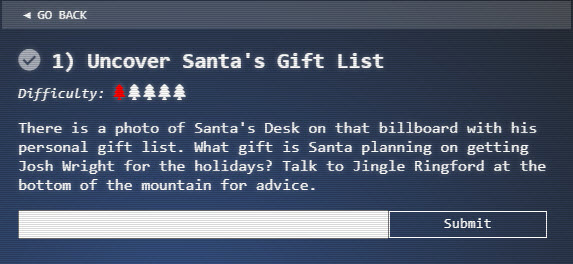 ◄ GO BACK
1) Uncover Santa's Gift List
Difficulty:
There is a photo of Santa's Desk on that billboard with his
personal gift list. What gift is Santa planning on getting
Josh Wright for the holidays? Talk to Jingle Ringford at the
bottom of the mountain for advice.
Submit